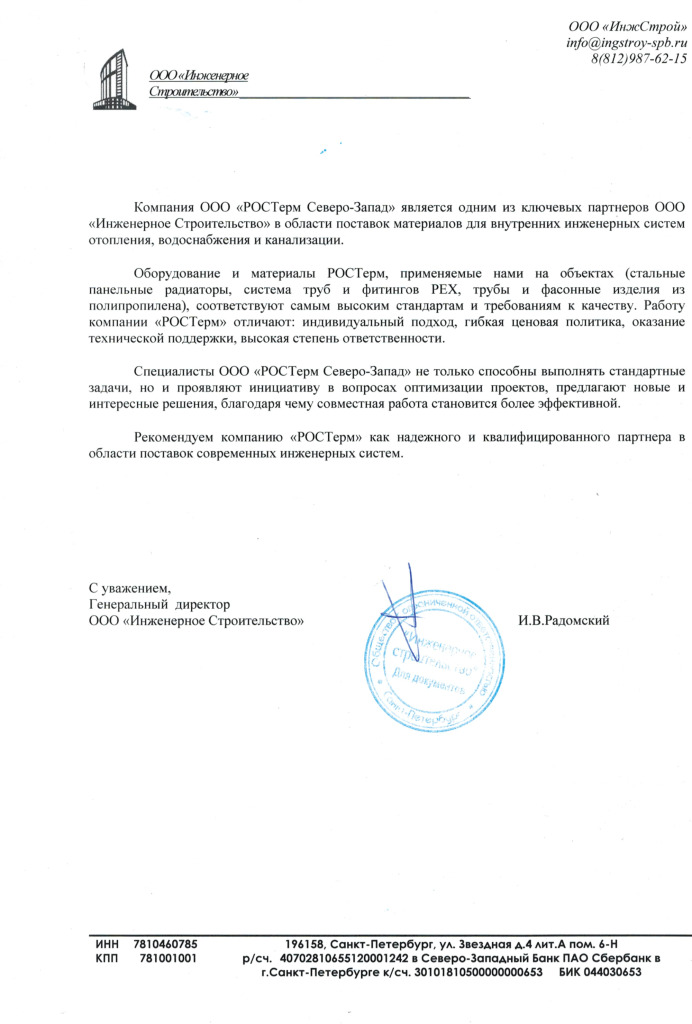 ООО «ИнжСтрой»
info@ingstroy-spb.ru
8(812)987-62-15
ООО «Инженерное
Строительство»
Компания ООО «РОСТерм Северо-Запад» является одним из ключевых партнеров ООО
«Инженерное Строительство» в области поставок материалов для внутренних инженерных систем
отопления, водоснабжения и канализации.
Оборудование и материалы РОСТерм, применяемые нами на объектах (стальные
панельные радиаторы, система труб и фитингов PEX, трубы и фасонные изделия из
полипропилена), соответствуют самым высоким стандартам и требованиям к качеству. Работу
компании «РОСТерм» отличают: индивидуальный подход, гибкая ценовая политика, оказание
технической поддержки, высокая степень ответственности.
Специалисты ООО «РОСТерм Северо-Запад» не только способны выполнять стандартные
задачи, но и проявляют инициативу в вопросах оптимизации проектов, предлагают новые и
интересные решения, благодаря чему совместная работа становится более эффективной.
Рекомендуем компанию «РОСТерм» как надежного и квалифицированного партнера в
области поставок современных инженерных систем.
С уважением,
Генеральный директор
ООО «Инженерное Строительство»
И.В.Радомский
Общество с ограниченной ответственностью
"Инженерное
строительство"
Для документов
Санкт-Петербург
ИНН 7810460785
КПП 781001001
196158, Санкт-Петербург, ул. Звездная д.4 лит.А пом. 6-Н
р/сч. 40702810655120001242 в Северо-Западный Банк ПАО Сбербанк в
г.Санкт-Петербурге к/сч. 30101810500000000653 БИК 044030653